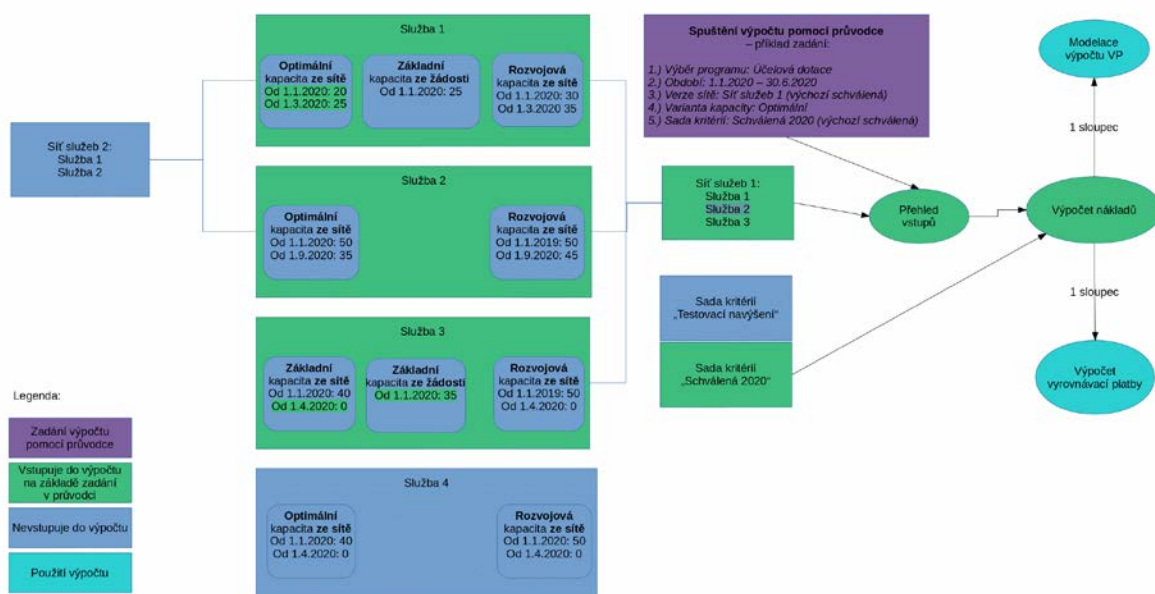 Síť služeb 2:
Služba 1
Služba 2
Služba 1
Optimální
kapacita ze sítě
Od 1.1.2020: 20
Od 1.3.2020: 25
Základní
kapacita ze žádosti
Od 1.1.2020: 25
Rozvojová
kapacita ze sítě
Od 1.1.2020: 30
Od 1.3.2020 35
Služba 2
Optimální
kapacita ze sítě
Od 1.1.2020: 50
Od 1.9.2020: 35
Rozvojová
kapacita ze sítě
Od 1.1.2019: 50
Od 1.9.2020: 45
Služba 3
Základní
kapacita ze sítě
Od 1.1.2020: 40
Od 1.4.2020: 0
Základní
kapacita ze žádosti
Od 1.1.2020: 35
Rozvojová
kapacita ze sítě
Od 1.1.2019: 50
Od 1.4.2020: 0
Služba 4
Optimální
kapacita ze sítě
Od 1.1.2020: 40
Od 1.4.2020: 0
Rozvojová
kapacita ze sítě
Od 1.1.2020: 50
Od 1.4.2020: 0
Spuštění výpočtu pomocí průvodce
– příklad zadání:
1.) Výběr programu: Účelová dotace
2.) Období: 1.1.2020 – 30.6.2020
3.) Verze sítě: Síť služeb 1 (výchozí schválená)
4.) Varianta kapacity: Optimální
5.) Sada kritérií: Schválená 2020 (výchozí schválená)
Síť služeb 1:
Služba 1
Služba 2
Služba 3
Sada kritérií
„Testovací navýšení“
Sada kritérií
„Schválená 2020“
Přehled
vstupů
Výpočet nákladů
Modelace
výpočtu VP
1 sloupec
1 sloupec
Výpočet
vyrovnávací platby
Legenda:
Zadání výpočtu
pomocí průvodce
Vstupuje do výpočtu
na základě zadání
v průvodci
Nevstupuje do výpočtu
Použití výpočtu